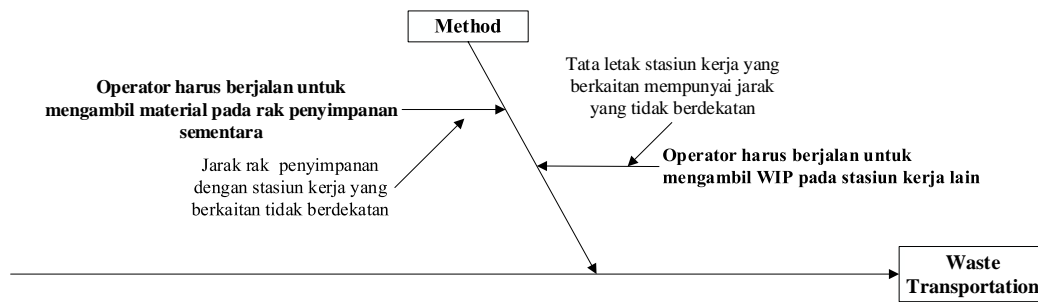 Method
Operator harus berjalan untuk
mengambil material pada rak penyimpanan
sementara
Jarak rak penyimpanan
dengan stasiun kerja yang
berkaitan tidak berdekatan
Tata letak stasiun kerja yang
berkaitan mempunyai jarak
yang tidak berdekatan
Operator harus berjalan untuk
mengambil WIP pada stasiun kerja lain
Waste
Transportation